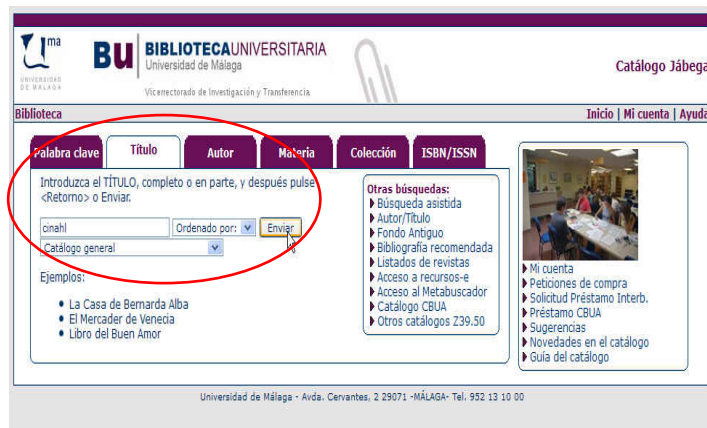 uma
UNIVERSIDAD
DE MALAGA
Bu
BIBLIOTECAUNIVERSITARIA
Universidad de Málaga
Vicerrectorado de Investigación y Transferencia
Catálogo Jábega
Biblioteca
Inicio | Mi cuenta | Ayuda
Palabra clave
Título
Autor
Materia
Colección
ISBN/ISSN
Introduzca el TÍTULO, completo o en parte, y después pulse
<Retorno> o Enviar.
cinahl
Ordenado por:
Enviar
Catálogo general
Ejemplos:
La Casa de Bernarda Alba
El Mercader de Venecia
Libro del Buen Amor
Otras búsquedas:
Búsqueda asistida
Autor/Título
Fondo Antiguo
Bibliografía recomendada
Listados de revistas
Acceso a recursos-e
Acceso al Metabuscador
Catálogo CBUA
Otros catálogos Z39.50
Mi cuenta
Peticiones de compra
Solicitud Préstamo Interb.
Préstamo CBUA
Sugerencias
Novedades en el catálogo
Guía del catálogo
Universidad de Málaga - Avda. Cervantes, 2 29071 -MÁLAGA- Tel. 952 13 10 00